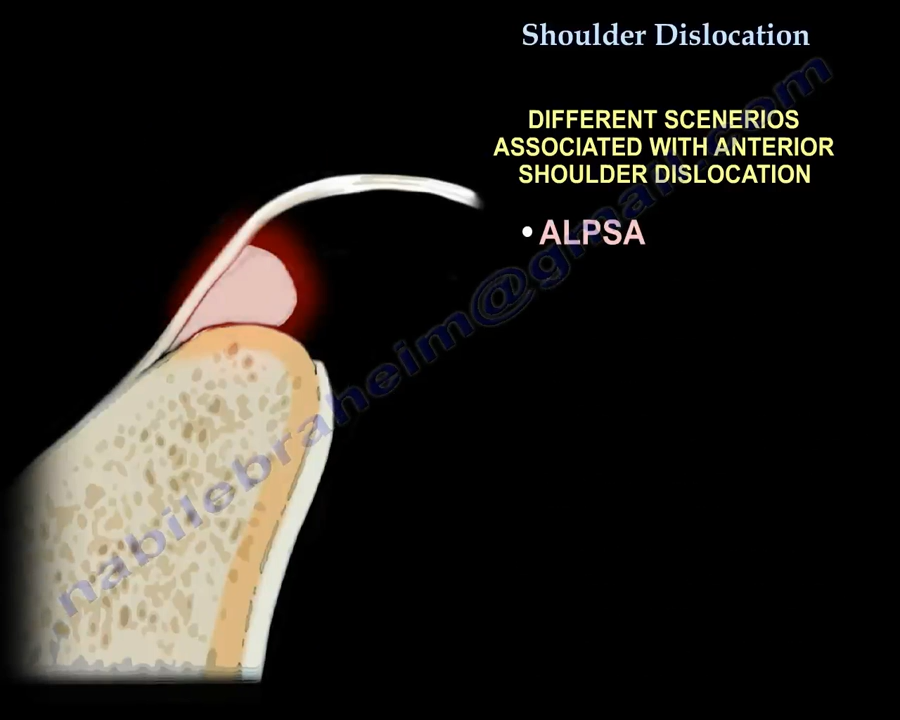 Shoulder Dislocation
DIFFERENT SCENERIOS
ASSOCIATED WITH ANTERIOR
SHOULDER DISLOCATION
• ALPSA
nabilebraheim@gmail.com